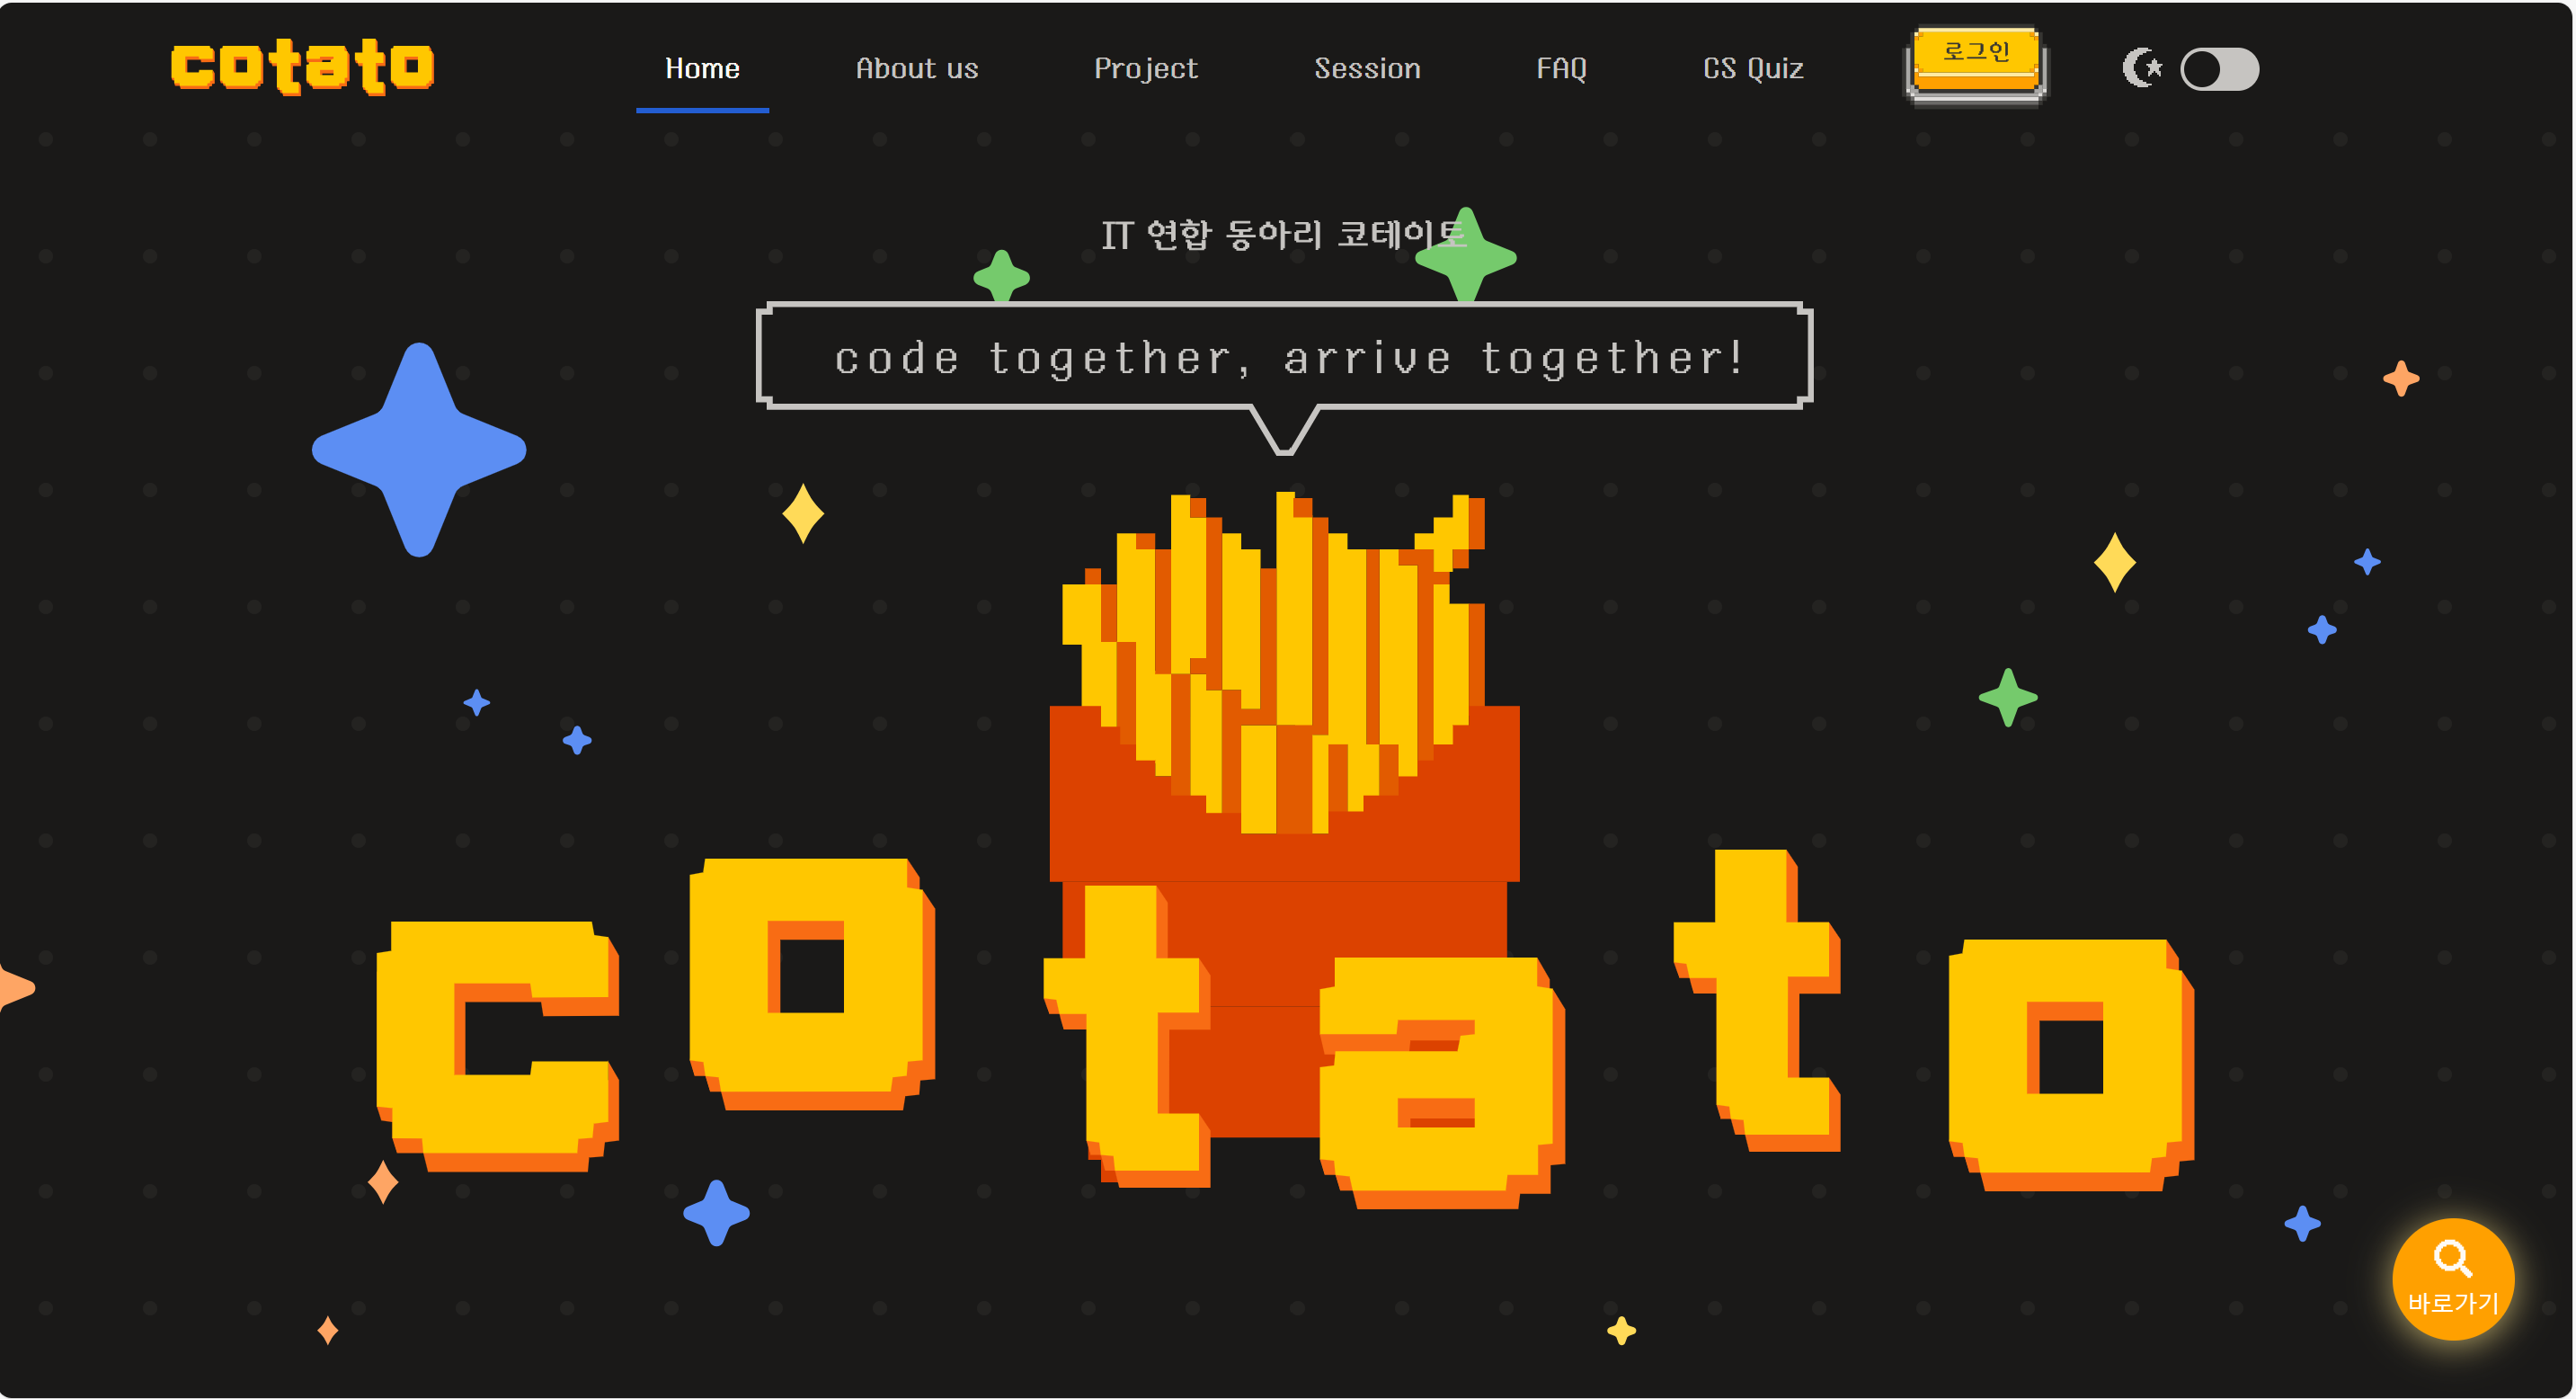 cotato
Home About us Project Session FAQ CS Quiz 로그인
IT 연합 동아리 코테이토
code together, arrive together!
cotato
바로가기